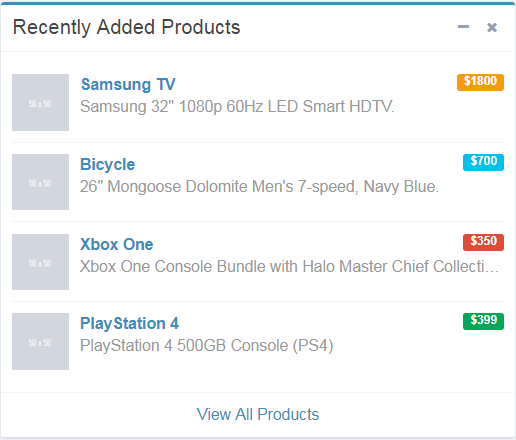 Recently Added Products
50 x 50
Samsung TV
$1800
Samsung 32" 1080p 60Hz LED Smart HDTV.
50 x 50
Bicycle
$700
26" Mongoose Dolomite Men's 7-speed, Navy Blue.
50 x 50
Xbox One
$350
Xbox One Console Bundle with Halo Master Chief Collecti...
50 x 50
PlayStation 4
$399
PlayStation 4 500GB Console (PS4)
View All Products